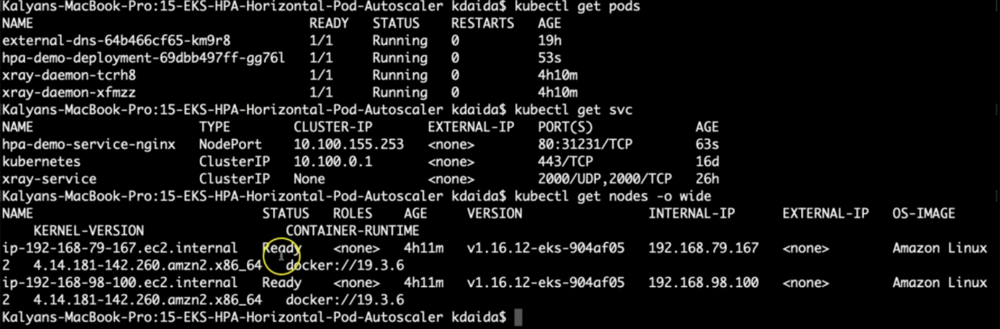 Kalyans-MacBook-Pro:15-EKS-HPA-Horizontal-Pod-Autoscaler kdaida$ kubectl get pods
NAME READY STATUS RESTARTS AGE
external-dns-64b466cf65-km9r8 1/1 Running 0 19h
hpa-demo-deployment-69dbb497ff-gg76l 1/1 Running 0 53s
xray-daemon-tcrh8 1/1 Running 0 4h10m
xray-daemon-xfmzz 1/1 Running 0 4h10m
Kalyans-MacBook-Pro:15-EKS-HPA-Horizontal-Pod-Autoscaler kdaida$ kubectl get svc
NAME TYPE CLUSTER-IP EXTERNAL-IP PORT(S) AGE
hpa-demo-service-nginx NodePort 10.100.155.253 <none> 80:31231/TCP 63s
kubernetes ClusterIP 10.100.0.1 <none> 443/TCP 16d
xray-service ClusterIP None <none> 2000/UDP,2000/TCP 26h
Kalyans-MacBook-Pro:15-EKS-HPA-Horizontal-Pod-Autoscaler kdaida$ kubectl get nodes -o wide
NAME STATUS ROLES AGE VERSION INTERNAL-IP EXTERNAL-IP OS-IMAGE
KERNEL-VERSION CONTAINER-RUNTIME
ip-192-168-79-167.ec2.internal Ready <none> 4h11m v1.16.12-eks-904af05 192.168.79.167 <none> Amazon Linux
2 4.14.181-142.260.amzn2.x86_64 docker://19.3.6
ip-192-168-98-100.ec2.internal Ready <none> 4h11m v1.16.12-eks-904af05 192.168.98.100 <none> Amazon Linux
2 4.14.181-142.260.amzn2.x86_64 docker://19.3.6
Kalyans-MacBook-Pro:15-EKS-HPA-Horizontal-Pod-Autoscaler kdaida$